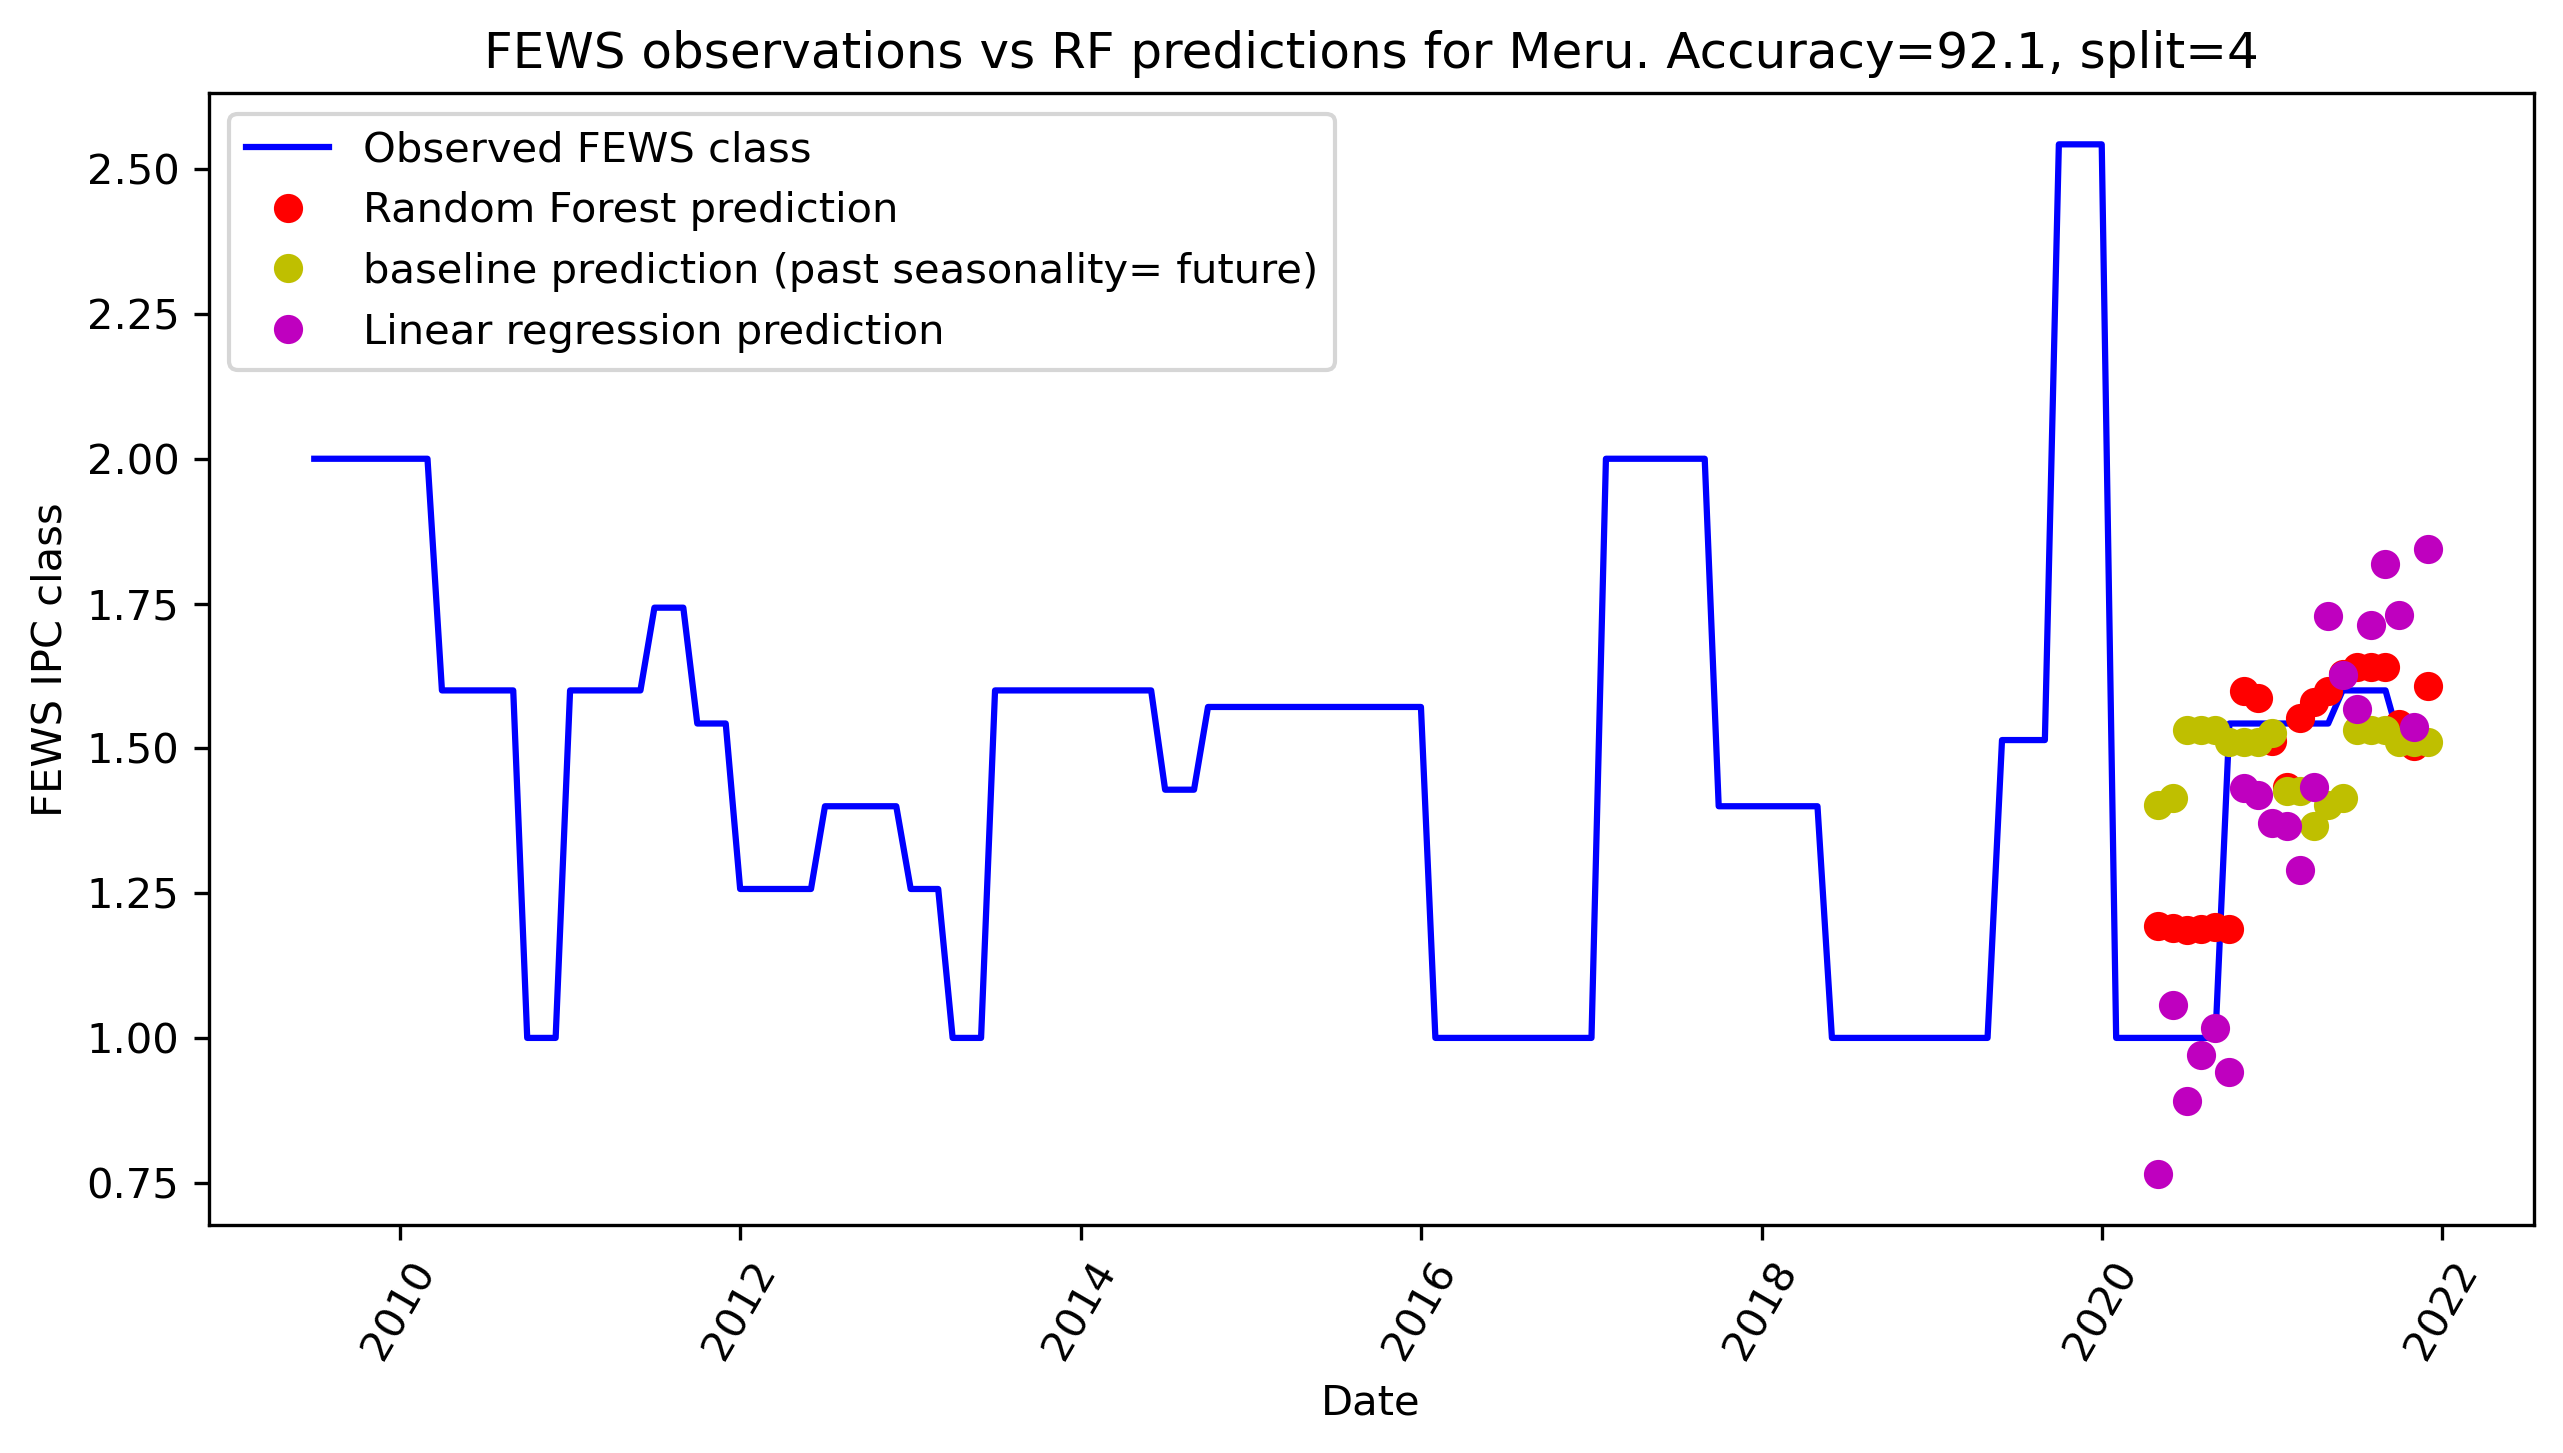 FEWS observations vs RF predictions for Meru. Accuracy=92.1, split=4
Observed FEWS class
Random Forest prediction
baseline prediction (past seasonality= future)
Linear regression prediction
FEWS IPC class
2.50
2.25
2.00
1.75
1.50
1.25
1.00
0.75
2010
2012
2014
2016
2018
2020
2022
Date